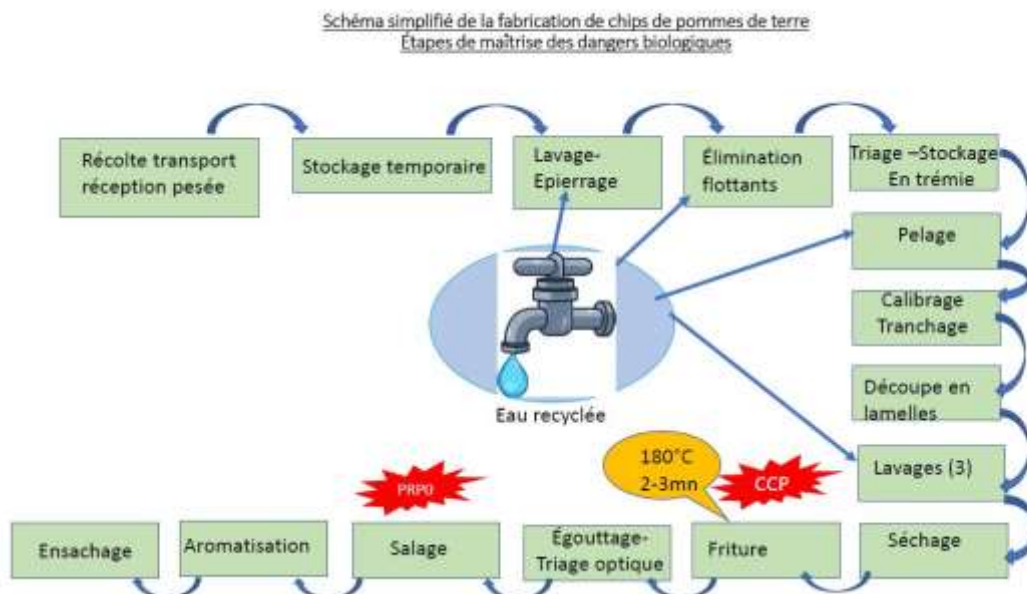 Schéma simplifié de la fabrication de chips de pommes de terre
Étapes de maîtrise des dangers biologiques
Récolte transport
réception pesée
Stockage temporaire
Lavage-
Epierrage
Élimination
flottants
Triage –Stockage
En trémie
Pelage
Calibrage
Tranchage
Découpe en
lamelles
Lavages (3)
Eau recyclée
180°C
2-3mn
CCP
PRPO
Séchage
Friture
Égouttage-
Triage optique
Salage
Aromatisation
Ensachage